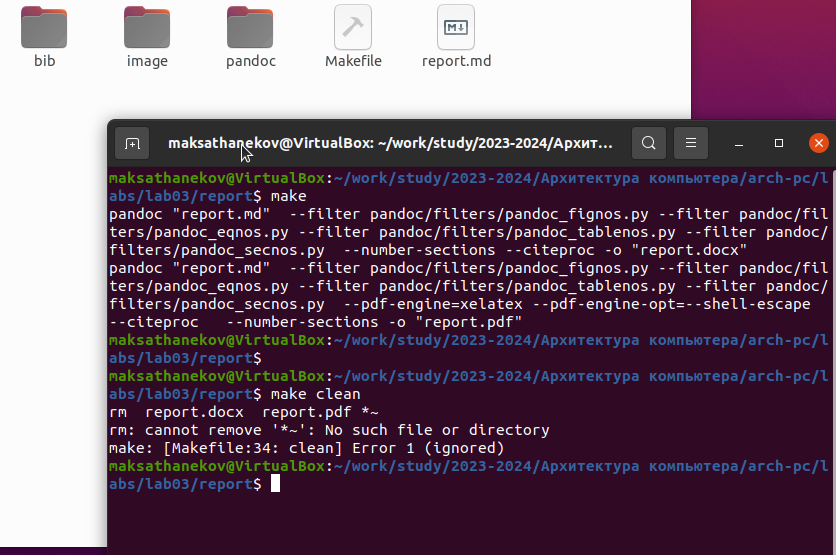 bib image pandoc Makefile report.md
maksathanekov@VirtualBox: ~/work/study/2023-2024/Архит...
maksathanekov@VirtualBox:~/work/study/2023-2024/Архитектура компьютера/arch-pc/l
abs/lab03/report$ make
pandoc "report.md"  --filter pandoc/filters/pandoc_fignos.py --filter pandoc/fil
ters/pandoc_eqnos.py --filter pandoc/filters/pandoc_tablenos.py --filter pandoc/
filters/pandoc_secnos.py  --number-sections --citeproc -o "report.docx"
pandoc "report.md"  --filter pandoc/filters/pandoc_fignos.py --filter pandoc/fil
ters/pandoc_eqnos.py --filter pandoc/filters/pandoc_tablenos.py --filter pandoc/
filters/pandoc_secnos.py  --pdf-engine=xelatex --pdf-engine-opt=--shell-escape
--citeproc   --number-sections -o "report.pdf"
maksathanekov@VirtualBox:~/work/study/2023-2024/Архитектура компьютера/arch-pc/l
abs/lab03/report$
maksathanekov@VirtualBox:~/work/study/2023-2024/Архитектура компьютера/arch-pc/l
abs/lab03/report$ make clean
rm  report.docx  report.pdf *~
rm: cannot remove '*~': No such file or directory
make: [Makefile:34: clean] Error 1 (ignored)
maksathanekov@VirtualBox:~/work/study/2023-2024/Архитектура компьютера/arch-pc/l
abs/lab03/report$